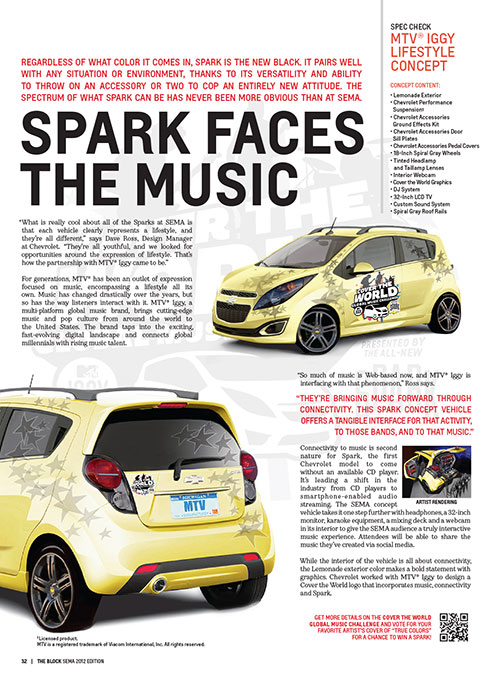 SPEC CHECK
MTV® IGGY
LIFESTYLE
CONCEPT
CONCEPT CONTENT:
• Lemonade Exterior
• Chevrolet Performance
Suspension†
• Chevrolet Accessories
Ground Effects Kit
• Chevrolet Accessories Door
Sill Plates
• Chevrolet Accessories Pedal Covers
• 18-Inch Spiral Gray Wheels
• Tinted Headlamp
and Taillamp Lenses
• Interior Webcam
• Cover the World Graphics
• DJ System
• 32-Inch LCD TV
• Custom Sound System
• Spiral Gray Roof Rails
REGARDLESS OF WHAT COLOR IT COMES IN, SPARK IS THE NEW BLACK. IT PAIRS WELL
WITH ANY SITUATION OR ENVIRONMENT, THANKS TO ITS VERSATILITY AND ABILITY
TO THROW ON AN ACCESSORY OR TWO TO COP AN ENTIRELY NEW ATTITUDE. THE
SPECTRUM OF WHAT SPARK CAN BE HAS NEVER BEEN MORE OBVIOUS THAN AT SEMA.
SPARK FACES
THE MUSIC
"What is really cool about all of the Sparks at SEMA is
that each vehicle clearly represents a lifestyle, and
they're all different," says Dave Ross, Design Manager
at Chevrolet. "They're all youthful, and we looked for
opportunities around the expression of lifestyle. That's
how the partnership with MTV® Iggy came to be."
For generations, MTV® has been an outlet of expression
focused on music, encompassing a lifestyle all its
own. Music has changed drastically over the years, but
so has the way listeners interact with it. MTV® Iggy, a
multi-platform global music brand, brings cutting-edge
music and pop culture from around the world to
the United States. The brand taps into the exciting,
fast-evolving digital landscape and connects global
millennials with rising music talent.
COVER THE
WORLD
GLOBAL MUSIC CHALLENGE
PRESENTED BY
THE ALL-NEW
MTV
IGGY
"So much of music is Web-based now, and MTV® Iggy is
interfacing with that phenomenon," Ross says.
"THEY'RE BRINGING MUSIC FORWARD THROUGH
CONNECTIVITY. THIS SPARK CONCEPT VEHICLE
OFFERS A TANGIBLE INTERFACE FOR THAT ACTIVITY,
TO THOSE BANDS, AND TO THAT MUSIC."
Connectivity to music is second
nature for Spark, the first
Chevrolet model to come
without an available CD player.
It's leading a shift in the
industry from CD players to
smartphone-enabled audio
streaming. The SEMA concept
vehicle takes it one step further with headphones, a 32-inch
monitor, karaoke equipment, a mixing deck and a webcam
in its interior to give the SEMA audience a truly interactive
music experience. Attendees will be able to share the
music they've created via social media.
ARTIST RENDERING
While the interior of the vehicle is all about connectivity,
the Lemonade exterior color makes a bold statement with
graphics. Chevrolet worked with MTV® Iggy to design a
Cover the World logo that incorporates music, connectivity
and Spark.
MICHIGAN
MTV
GET MORE DETAILS ON THE COVER THE WORLD
GLOBAL MUSIC CHALLENGE AND VOTE FOR YOUR
FAVORITE ARTIST'S COVER OF "TRUE COLORS"
FOR A CHANCE TO WIN A SPARK!
†Licensed product.
MTV is a registered trademark of Viacom International, Inc. All rights reserved.
32 | THE BLOCK SEMA 2012 EDITION